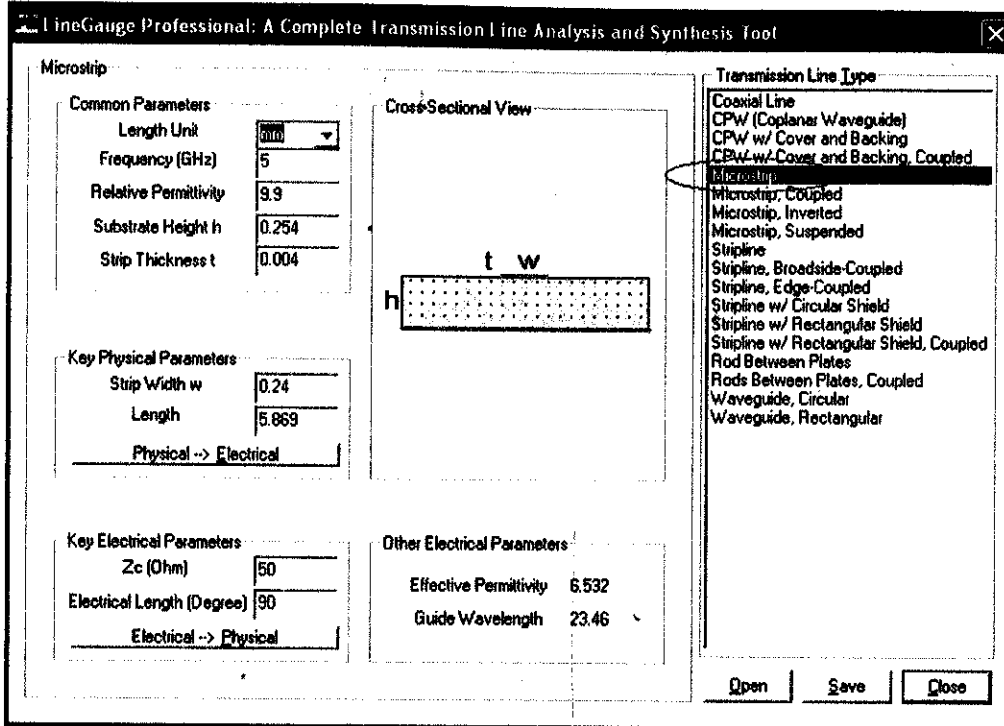 LineGauge Professional: A Complete Transmission Line Analysis and Synthesis Tool
Microstrip
Common Parameters
Length Unit mm
Frequency (GHz) 5
Relative Permittivity 9.9
Substrate Height h 0.254
Strip Thickness t 0.004
Key Physical Parameters
Strip Width w 0.24
Length 5.869
Physical --> Electrical
Key Electrical Parameters
Zc (Ohm) 50
Electrical Length (Degree) 90
Electrical --> Physical
Cross-Sectional View
t w
h
Other Electrical Parameters
Effective Permittivity 6.532
Guide Wavelength 23.46
Transmission Line Type
Coaxial Line
CPW (Coplanar Waveguide)
CPW w/ Cover and Backing
CPW w/ Cover and Backing, Coupled
Microstrip
Microstrip, Coupled
Microstrip, Inverted
Microstrip, Suspended
Stripline
Stripline, Broadside-Coupled
Stripline, Edge-Coupled
Stripline w/ Circular Shield
Stripline w/ Rectangular Shield
Stripline w/ Rectangular Shield, Coupled
Rod Between Plates
Rods Between Plates, Coupled
Waveguide, Circular
Waveguide, Rectangular
Open Save Close